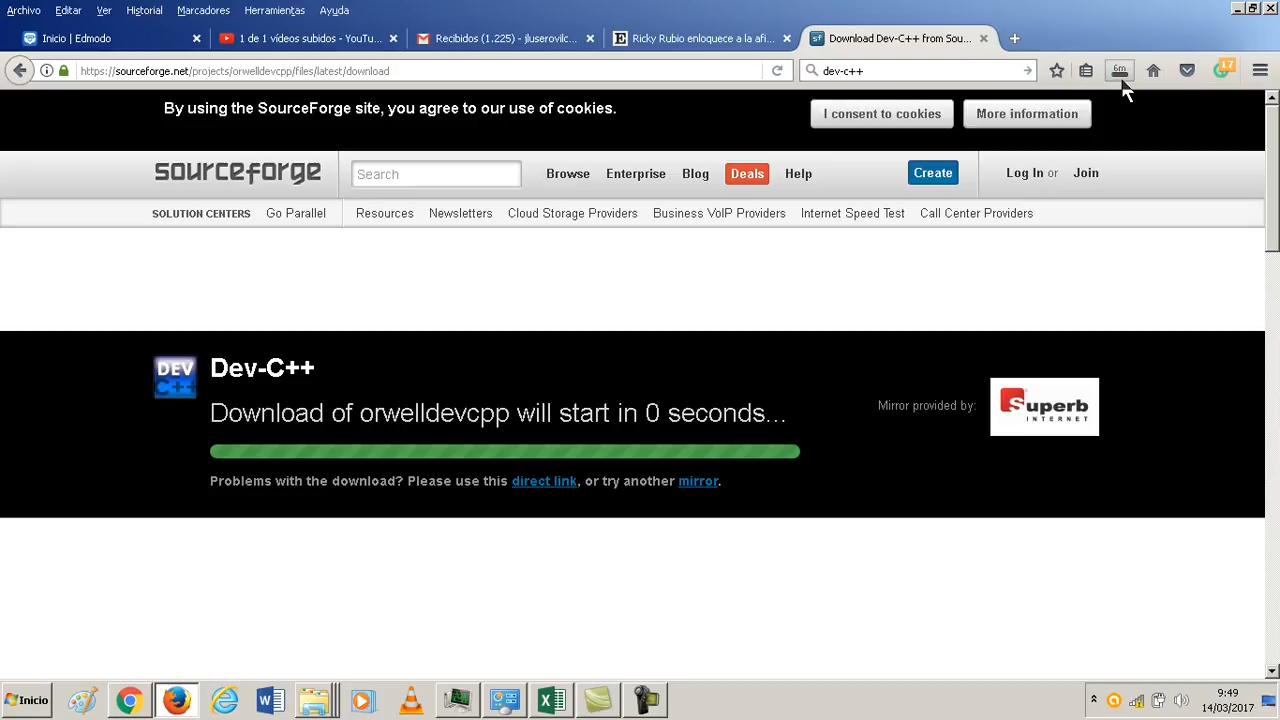 Archivo Editar Ver Historial Marcadores Herramientas Ayuda
Inicio | Edmodo
1 de 1 vídeos subidos - YouTu...
Recibidos (1.225) - jluserovilc...
Ricky Rubio enloquece a la afi...
sf Download Dev-C++ from Sou...
https://sourceforge.net/projects/orwelldevcpp/files/latest/download
dev-c++
6m
17
By using the SourceForge site, you agree to our use of cookies.
I consent to cookies
More information
sourceforge
Search
Browse Enterprise Blog Deals Help
Create
Log In or Join
SOLUTION CENTERS Go Parallel Resources Newsletters Cloud Storage Providers Business VoIP Providers Internet Speed Test Call Center Providers
DEV C++
Dev-C++
Download of orwelldevcpp will start in 0 seconds...
Mirror provided by:
Superb INTERNET
Problems with the download? Please use this direct link, or try another mirror.
Inicio
9:49
14/03/2017